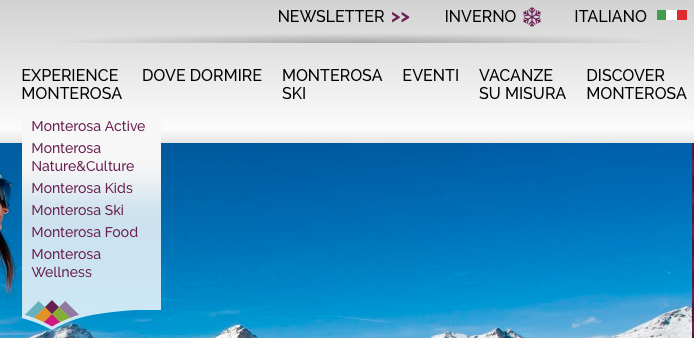 NEWSLETTER >> INVERNO ITALIANO
EXPERIENCE MONTEROSA
DOVE DORMIRE
MONTEROSA SKI
EVENTI
VACANZE SU MISURA
DISCOVER MONTEROSA
Monterosa Active
Monterosa
Nature&Culture
Monterosa Kids
Monterosa Ski
Monterosa Food
Monterosa
Wellness